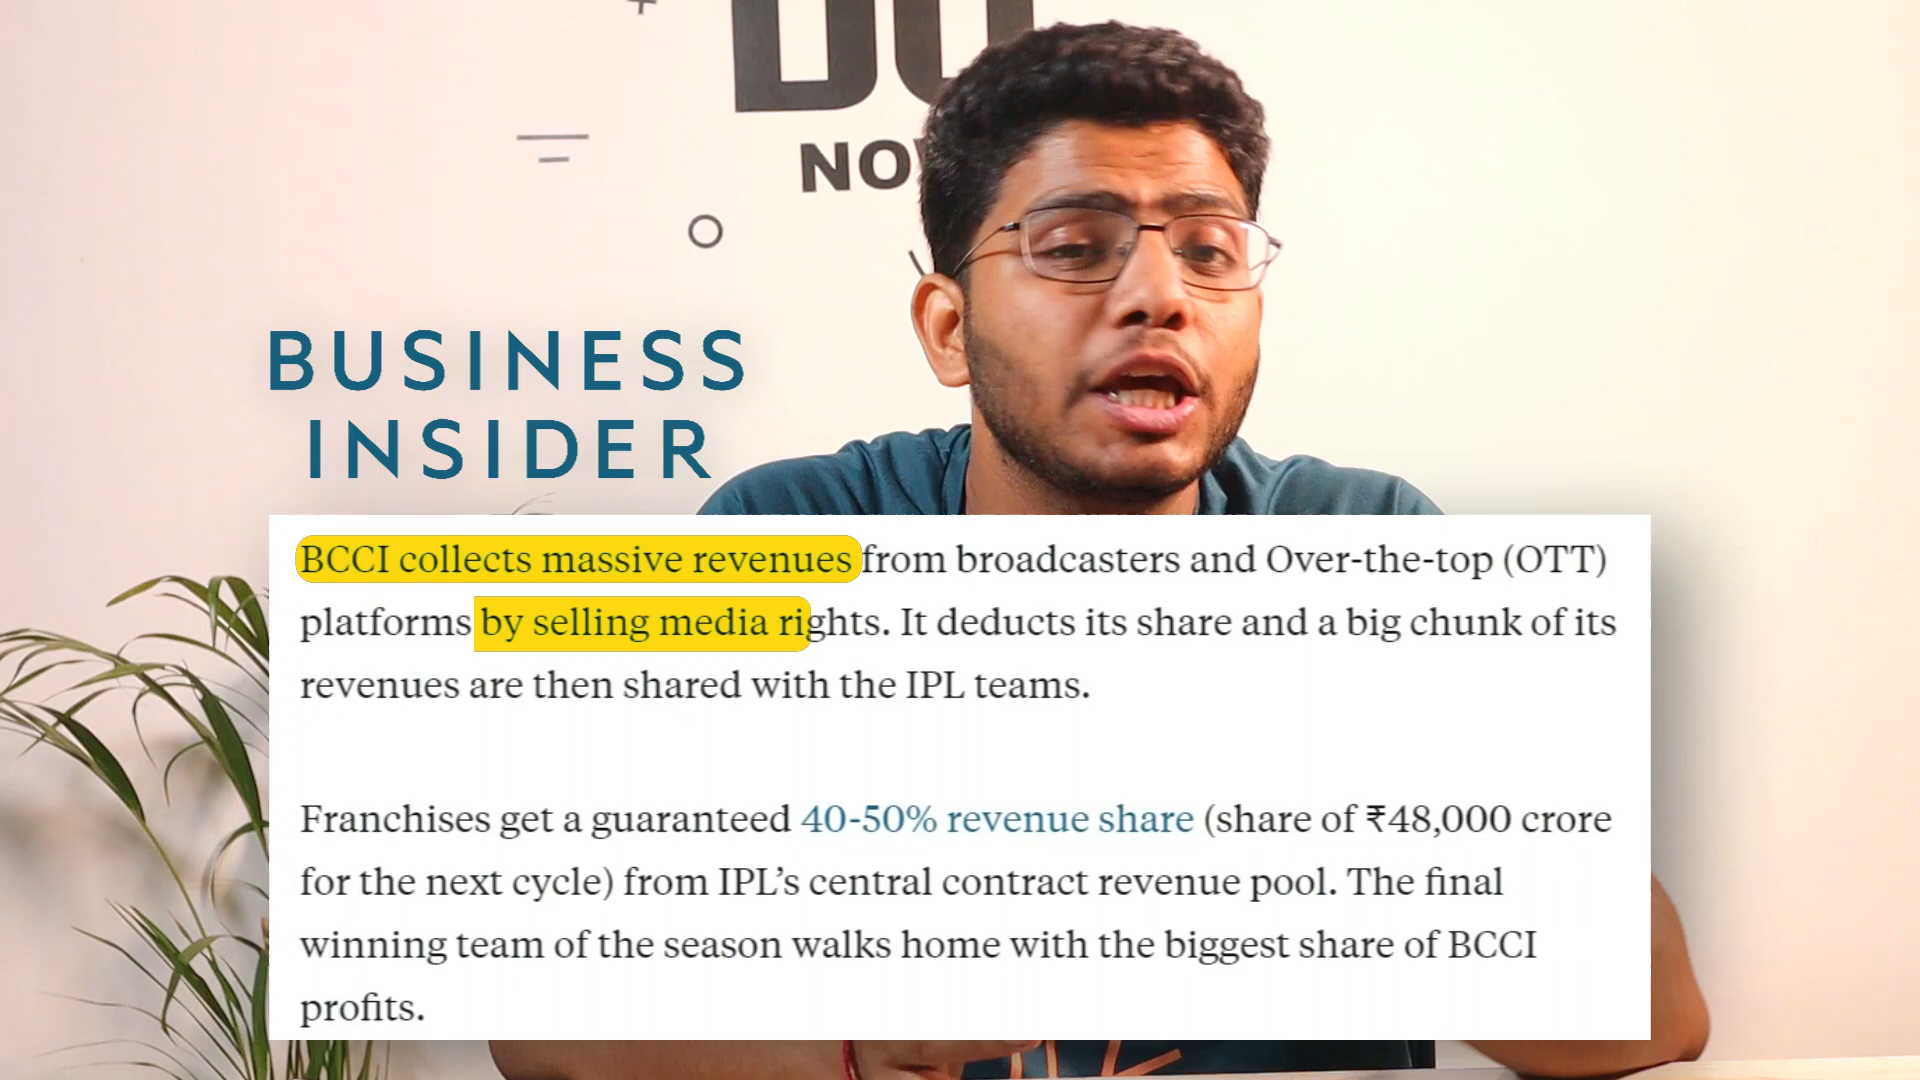 DO
BUSINESS
INSIDER
BCCI collects massive revenues from broadcasters and Over-the-top (OTT)
platforms by selling media rights. It deducts its share and a big chunk of its
revenues are then shared with the IPL teams.
Franchises get a guaranteed 40-50% revenue share (share of ₹48,000 crore
for the next cycle) from IPL’s central contract revenue pool. The final
winning team of the season walks home with the biggest share of BCCI
profits.